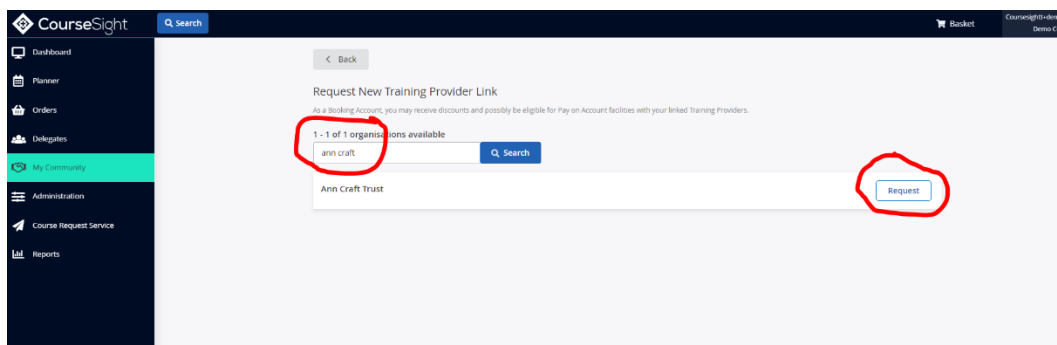 CourseSight
Search
Basket
Dashboard
Planner
Orders
Delegates
My Community
Administration
Course Request Service
Reports
Back
Request New Training Provider Link
As a Booking Account, you may receive discounts and possibly be eligible for Pay on Account facilities with your linked Training Providers.
1 - 1 of 1 organisations available
ann craft
Search
Ann Craft Trust
Request